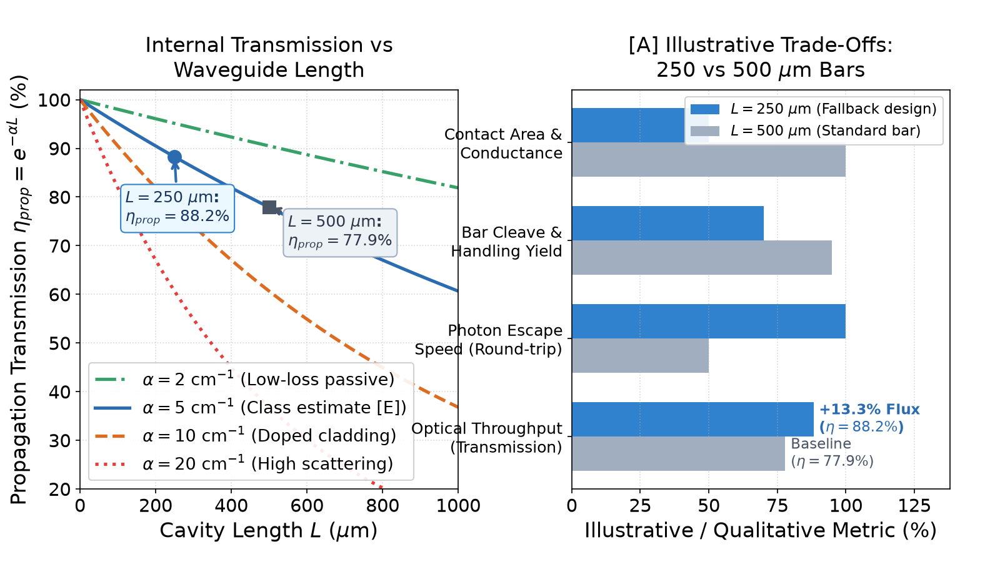 Internal Transmission vs
Waveguide Length
Propagation Transmission η_prop = e^−αL (%)
100
90
80
70
60
50
40
30
20
0
200
400
600
800
1000
Cavity Length L (μm)
L = 250 μm:
η_prop = 88.2%
L = 500 μm:
η_prop = 77.9%
α = 2 cm⁻¹ (Low-loss passive)
α = 5 cm⁻¹ (Class estimate [E])
α = 10 cm⁻¹ (Doped cladding)
α = 20 cm⁻¹ (High scattering)
[A] Illustrative Trade-Offs:
250 vs 500 μm Bars
L = 250 μm (Fallback design)
L = 500 μm (Standard bar)
Contact Area &
Conductance
Bar Cleave &
Handling Yield
Photon Escape
Speed (Round-trip)
Optical Throughput
(Transmission)
+13.3% Flux
(η = 88.2%)
Baseline
(η = 77.9%)
0
25
50
75
100
125
Illustrative / Qualitative Metric (%)